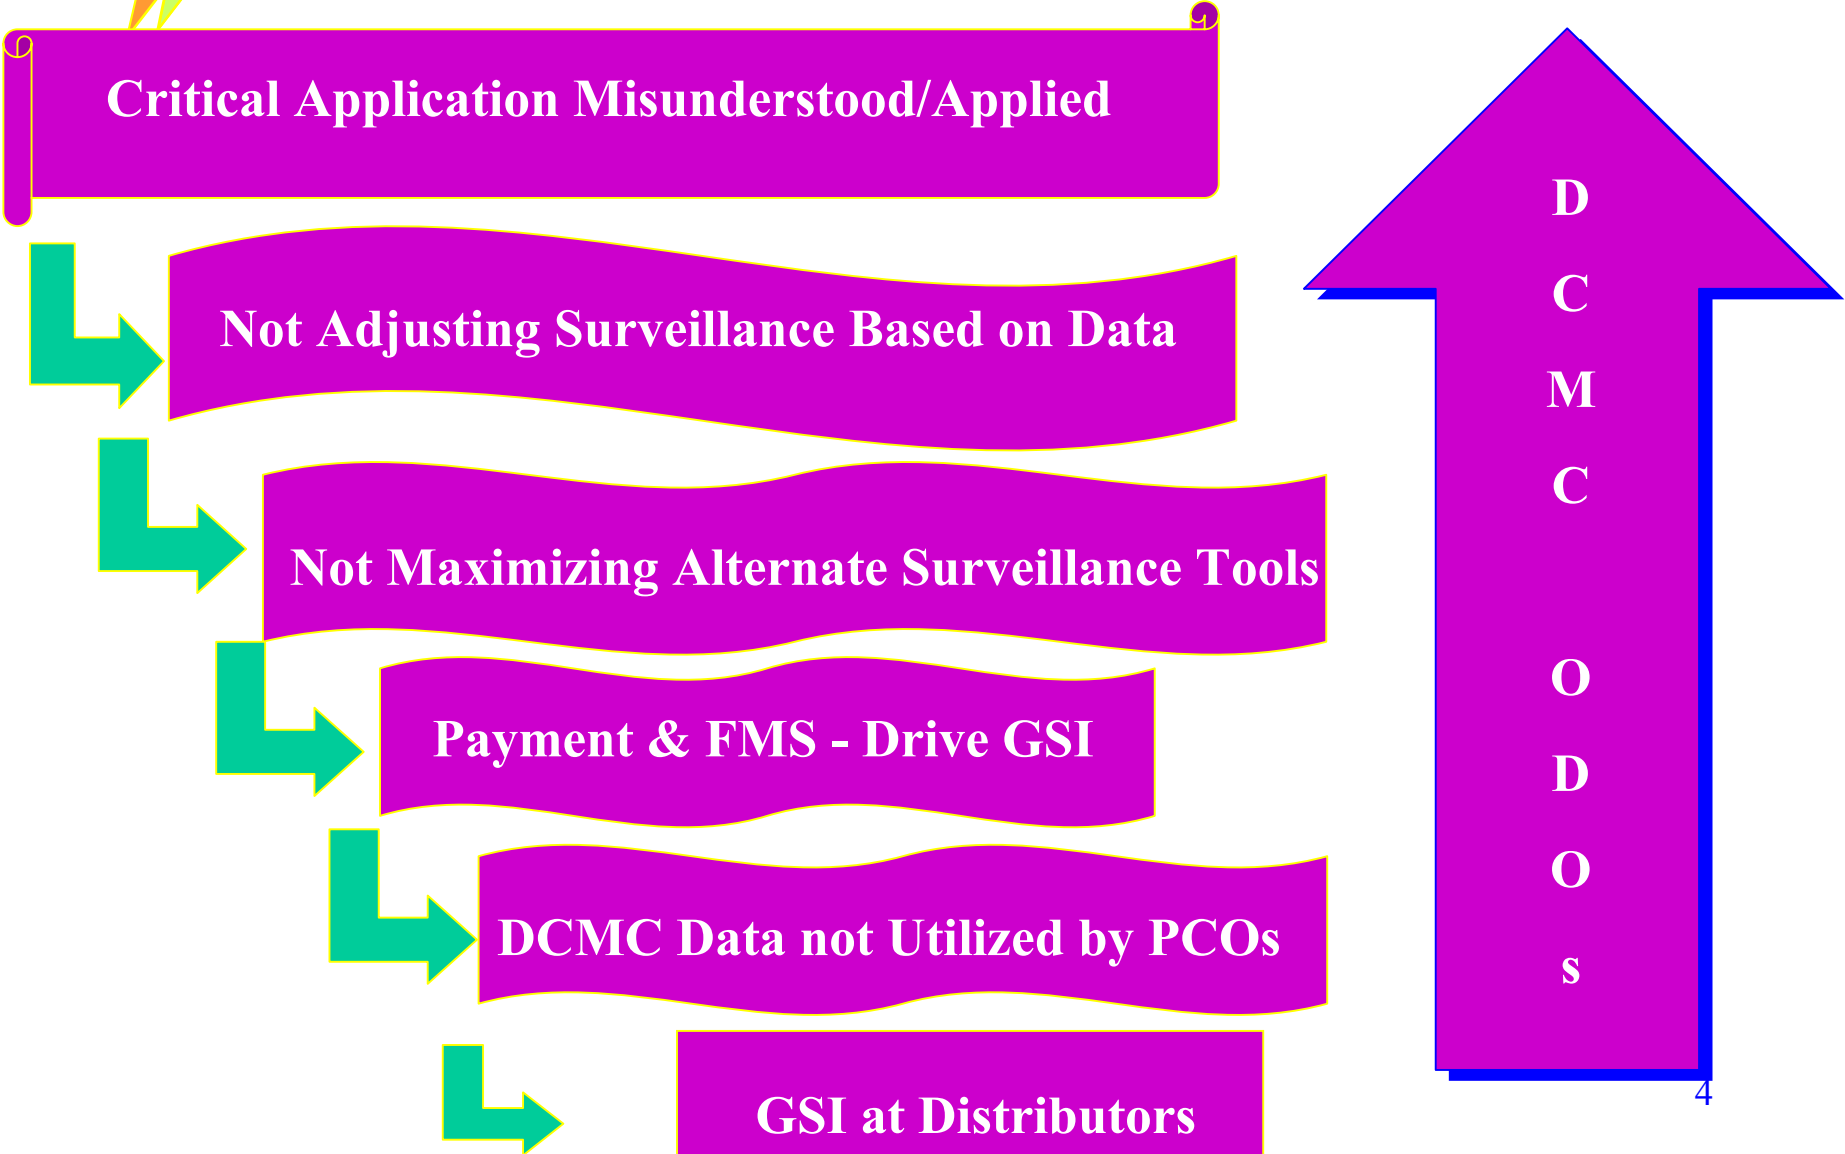 Critical Application Misunderstood/Applied
Not Adjusting Surveillance Based on Data
Not Maximizing Alternate Surveillance Tools
Payment & FMS - Drive GSI
DCMC Data not Utilized by PCOs
GSI at Distributors
D
C
M
C
O
D
O
s
4